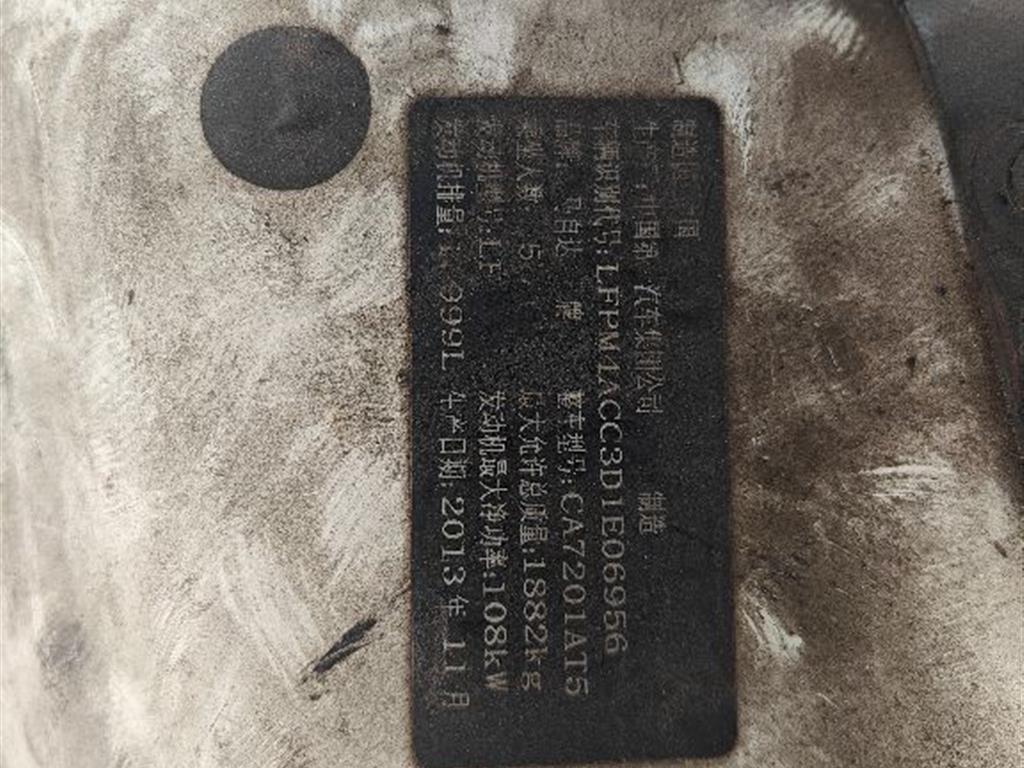 制造 国
生产厂:中国第 汽车集团公司 制造
车辆识别代号:LFPM1ACC3D1E06956
品牌: 马自达 牌 整车型号:CA7201AT5
乘坐人数: 5 最大允许总质量:1882kg
发动机型号:LF 发动机最大净功率:108kW
发动机排量:1.999L 生产日期:2013年11月